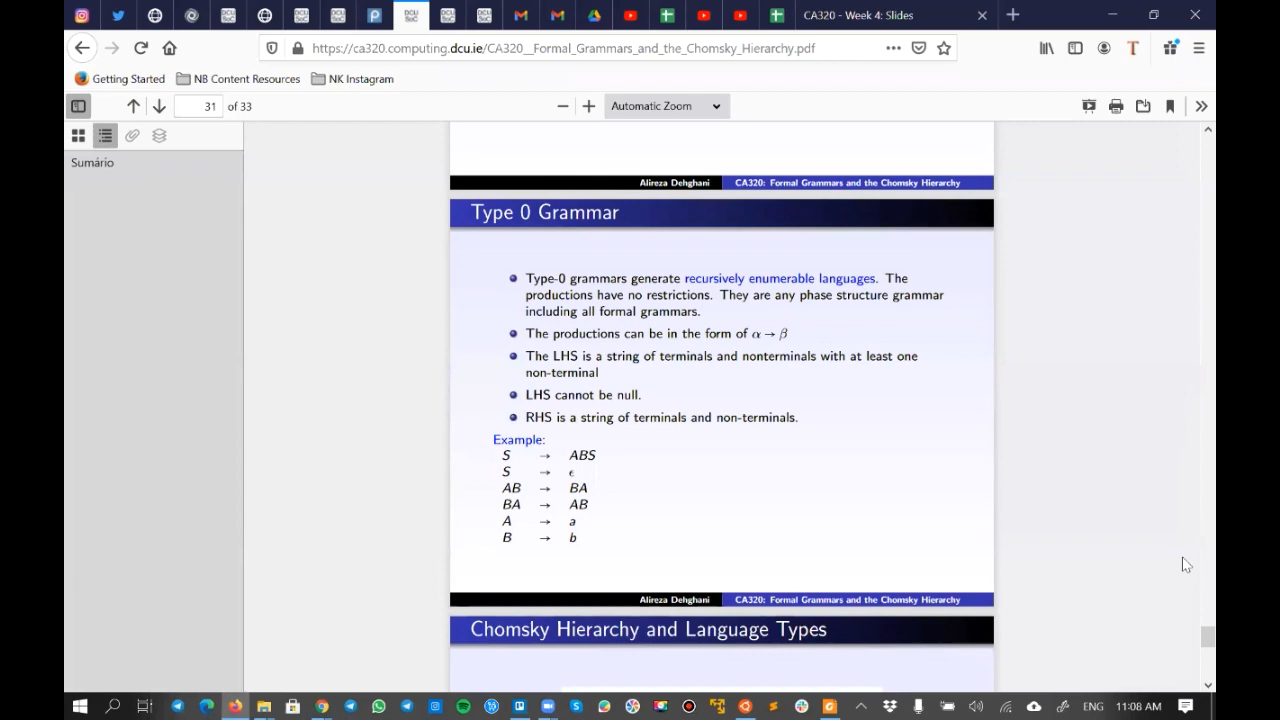 CA320 - Week 4: Slides
https://ca320.computing.dcu.ie/CA320__Formal_Grammars_and_the_Chomsky_Hierarchy.pdf
Getting Started NB Content Resources NK Instagram
31 of 33 Automatic Zoom
Sumário
Alireza Dehghani CA320: Formal Grammars and the Chomsky Hierarchy
Type 0 Grammar
Type-0 grammars generate recursively enumerable languages. The
productions have no restrictions. They are any phase structure grammar
including all formal grammars.
The productions can be in the form of α → β
The LHS is a string of terminals and nonterminals with at least one
non-terminal
LHS cannot be null.
RHS is a string of terminals and non-terminals.
Example:
S → ABS
S → ϵ
AB → BA
BA → AB
A → a
B → b
Alireza Dehghani CA320: Formal Grammars and the Chomsky Hierarchy
Chomsky Hierarchy and Language Types
ENG 11:08 AM